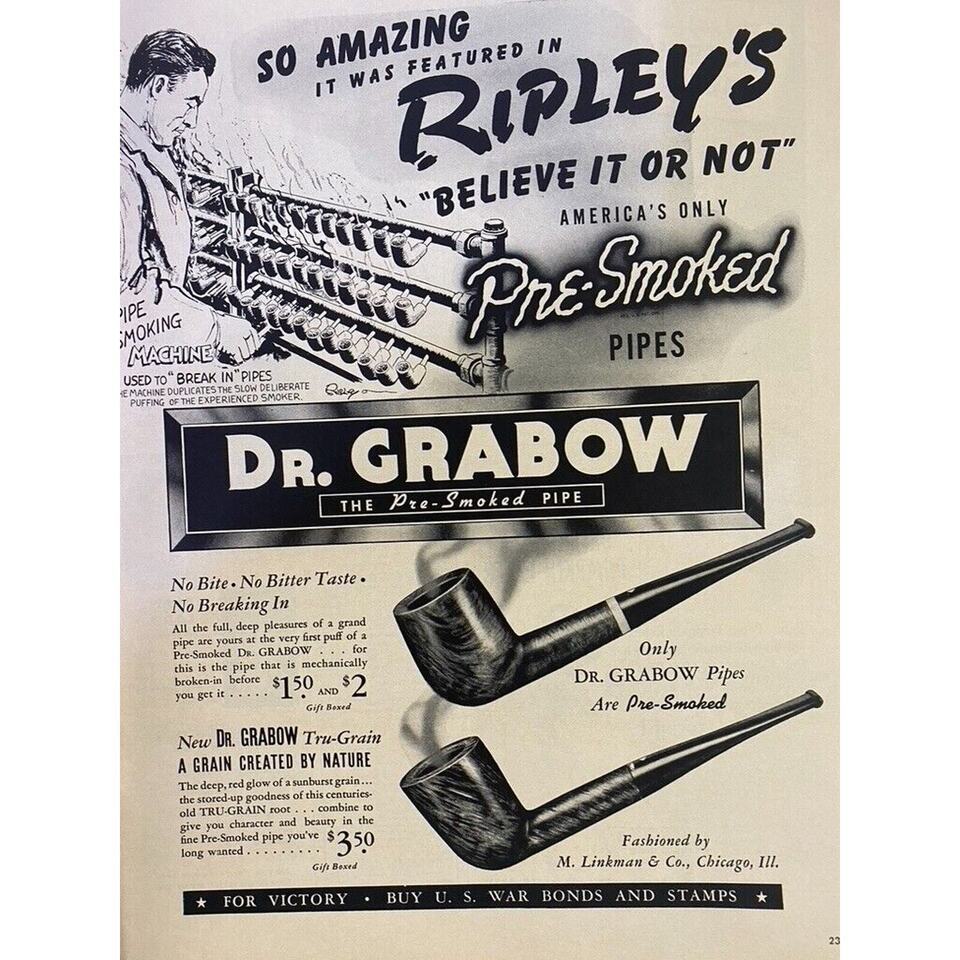 SO AMAZING
IT WAS FEATURED IN
RIPLEY'S
"BELIEVE IT OR NOT"
AMERICA'S ONLY
Pre-Smoked
PIPES
PIPE
SMOKING
MACHINE
USED TO "BREAK IN" PIPES
THE MACHINE DUPLICATES THE SLOW DELIBERATE
PUFFING OF THE EXPERIENCED SMOKER.
Ripley
DR. GRABOW
THE Pre-Smoked PIPE
No Bite • No Bitter Taste •
No Breaking In
All the full, deep pleasures of a grand
pipe are yours at the very first puff of a
Pre-Smoked DR. GRABOW . . . for
this is the pipe that is mechanically
broken-in before
you get it . . . . . $1.50 AND $2
Gift Boxed
Only
DR. GRABOW Pipes
Are Pre-Smoked
New DR. GRABOW Tru-Grain
A GRAIN CREATED BY NATURE
The deep, red glow of a sunburst grain...
the stored-up goodness of this centuries-
old TRU-GRAIN root . . . combine to
give you character and beauty in the
fine Pre-Smoked pipe you've
long wanted . . . . . . . . . $3.50
Gift Boxed
Fashioned by
M. Linkman & Co., Chicago, Ill.
★ FOR VICTORY • BUY U. S. WAR BONDS AND STAMPS ★
23